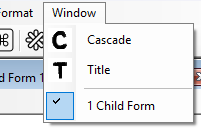 Format Window
C Cascade
T Title
d Form 1
1 Child Form